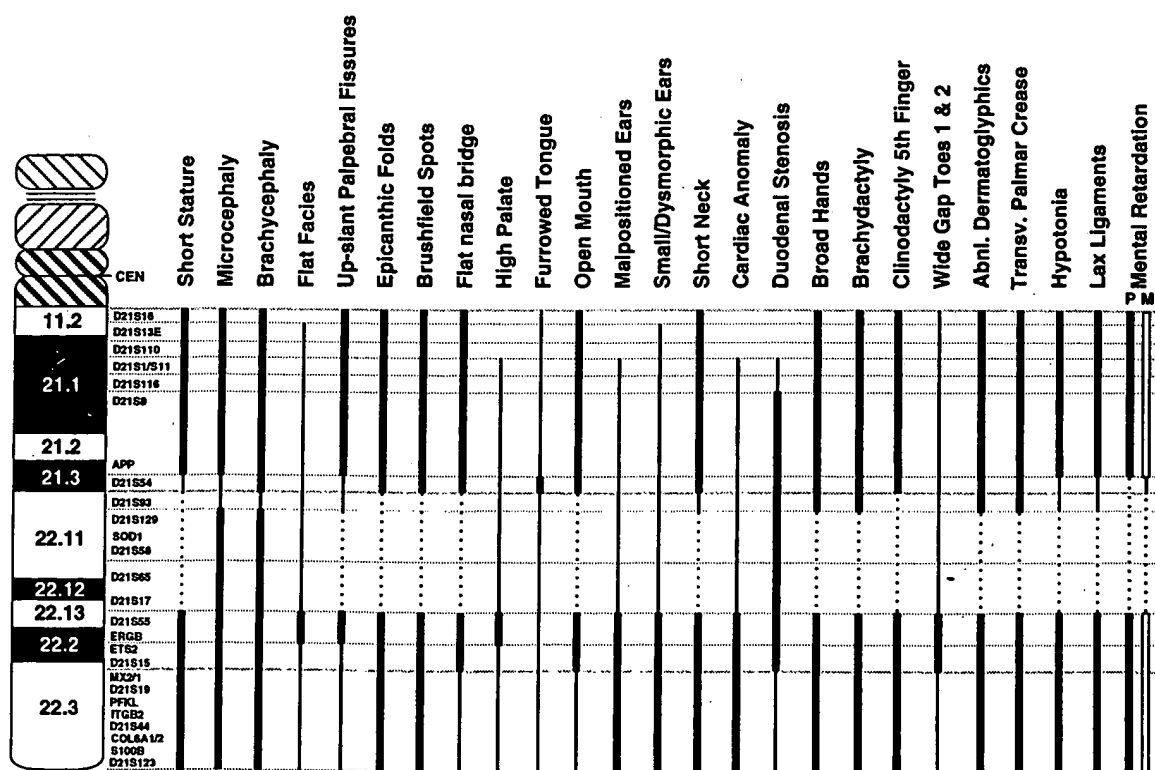 Short Stature
Microcephaly
Brachycephaly
Flat Facies
Up-slant Palpebral Fissures
Epicanthic Folds
Brushfield Spots
Flat nasal bridge
High Palate
Furrowed Tongue
Open Mouth
Malpositioned Ears
Small/Dysmorphic Ears
Short Neck
Cardiac Anomaly
Duodenal Stenosis
Broad Hands
Brachydactyly
Clinodactyly 5th Finger
Wide Gap Toes 1 & 2
Abnl. Dermatoglyphics
Transv. Palmar Crease
Hypotonia
Lax Ligaments
Mental Retardation
P M
CEN
11.2
21.1
21.2
21.3
22.11
22.12
22.13
22.2
22.3
D21S16
D21S13E
D21S110
D21S1/S11
D21S116
D21S8
APP
D21S54
D21S93
D21S129
SOD1
D21S58
D21S65
D21S17
D21S55
ERGB
ETS2
D21S15
MX2/1
D21S19
PFKL
ITGB2
D21S44
COL6A1/2
S100B
D21S123